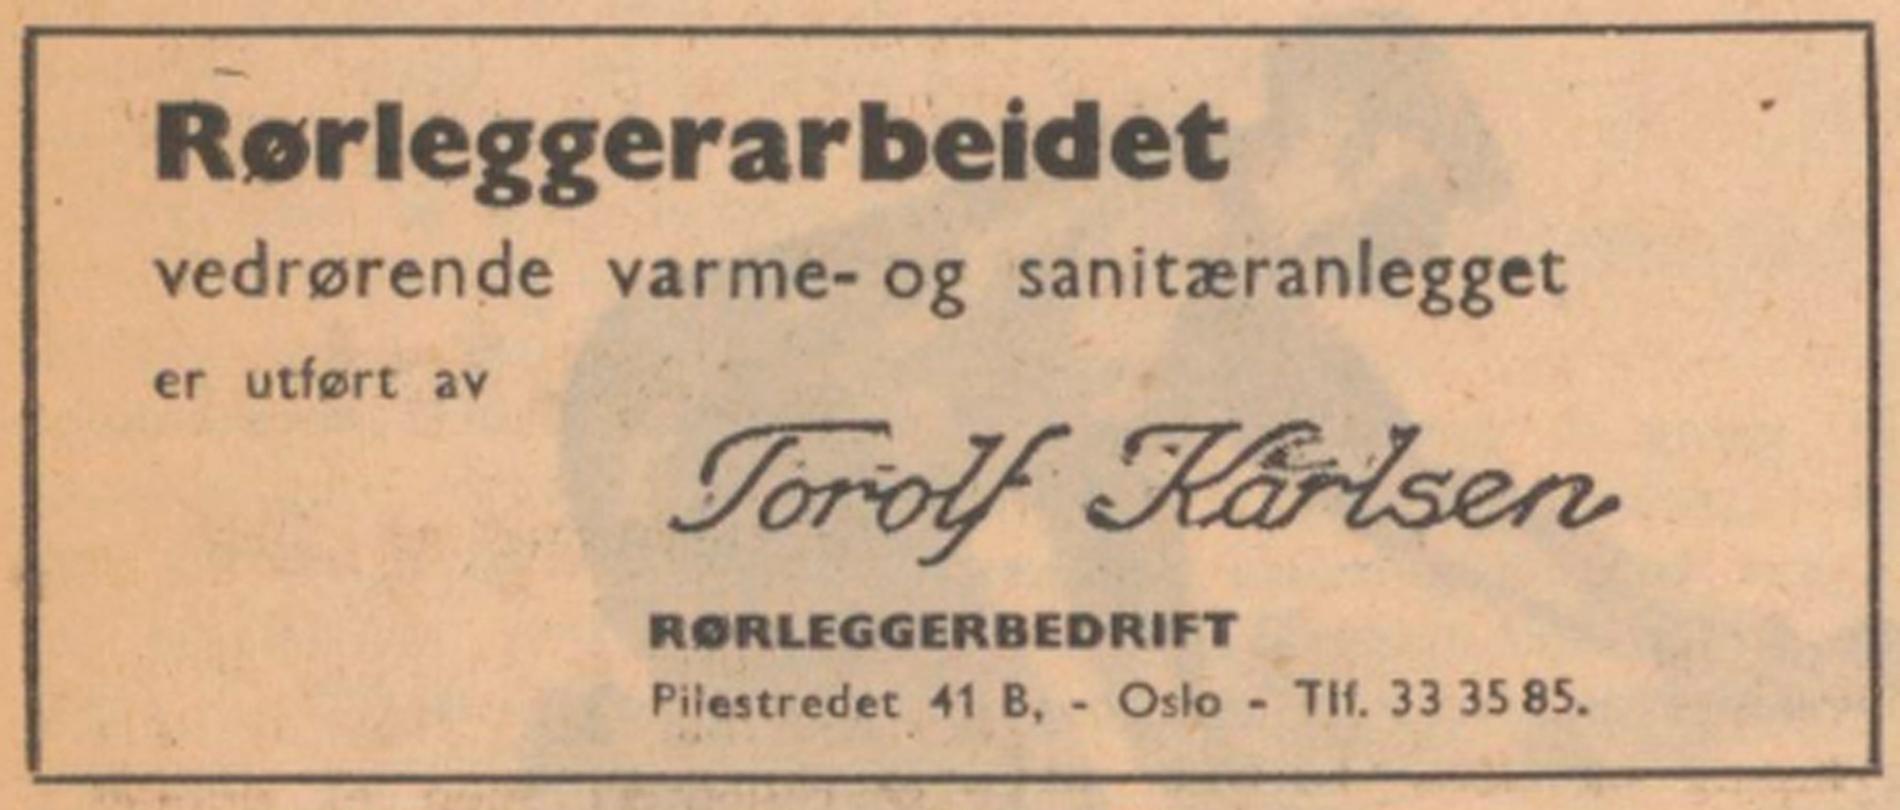 Rørleggerarbeidet
vedrørende varme- og sanitæranlegget
er utført av
Torolf Karlsen
RØRLEGGERBEDRIFT
Pilestredet 41 B, - Oslo - Tlf. 33 35 85.